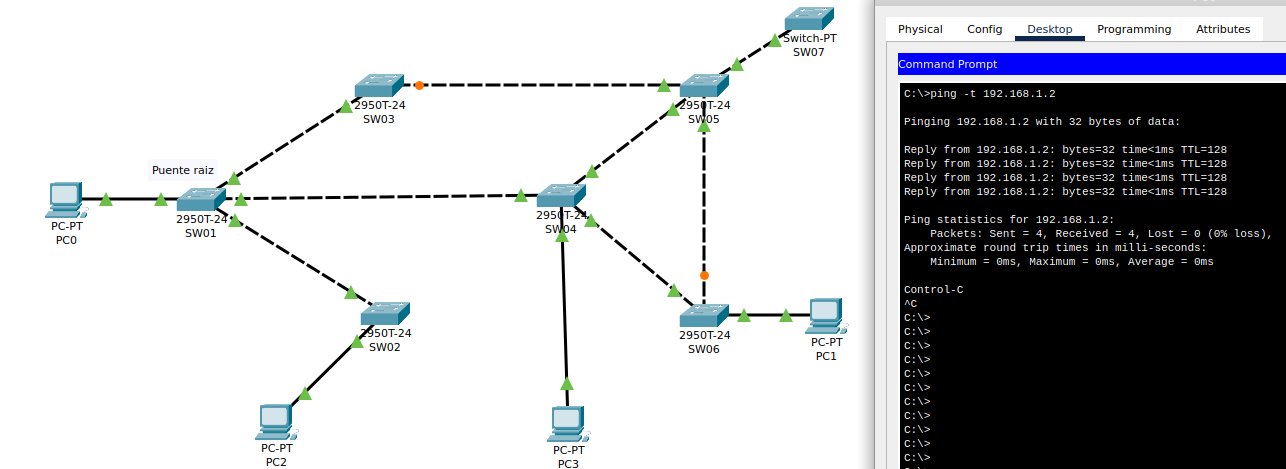 Switch-PT
SW07
2950T-24
SW03
2950T-24
SW05
Puente raiz
PC-PT
PC0
2950T-24
SW01
2950T-24
SW04
2950T-24
SW02
2950T-24
SW06
PC-PT
PC1
PC-PT
PC2
PC-PT
PC3
Physical Config Desktop Programming Attributes
Command Prompt
C:\>ping -t 192.168.1.2
Pinging 192.168.1.2 with 32 bytes of data:
Reply from 192.168.1.2: bytes=32 time<1ms TTL=128
Reply from 192.168.1.2: bytes=32 time<1ms TTL=128
Reply from 192.168.1.2: bytes=32 time<1ms TTL=128
Reply from 192.168.1.2: bytes=32 time<1ms TTL=128
Ping statistics for 192.168.1.2:
Packets: Sent = 4, Received = 4, Lost = 0 (0% loss),
Approximate round trip times in milli-seconds:
Minimum = 0ms, Maximum = 0ms, Average = 0ms
Control-C
^C
C:\>
C:\>
C:\>
C:\>
C:\>
C:\>
C:\>
C:\>
C:\>
C:\>
C:\>